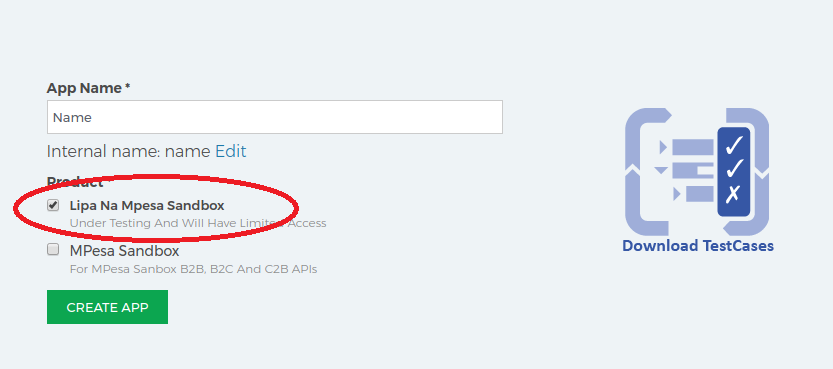 App Name *
Name
Internal name: name Edit
Product *
Lipa Na Mpesa Sandbox
Under Testing And Will Have Limited Access
MPesa Sandbox
For MPesa Sanbox B2B, B2C And C2B APIs
CREATE APP
Download TestCases